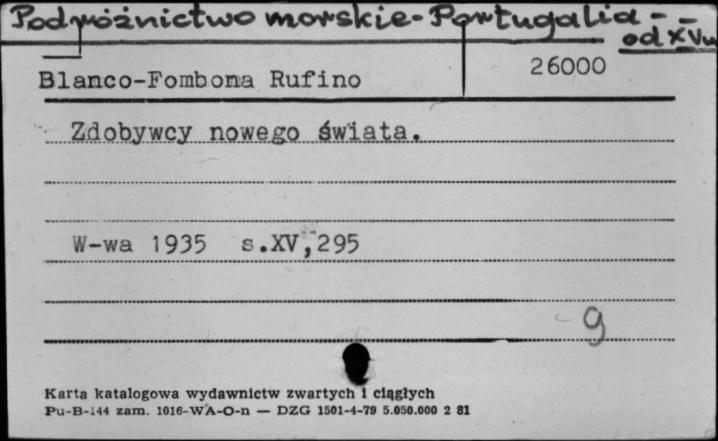 Podróżnictwo morskie - Portugalia -
od XVw
Blanco-Fombona Rufino
26000
Zdobywcy nowego świata.
W-wa 1935 s.XV,295
9
Karta katalogowa wydawnictw zwartych i ciągłych
Pu-B-144 zam. 1016-WA-O-n — DZG 1501-4-79 5.050.000 2 81